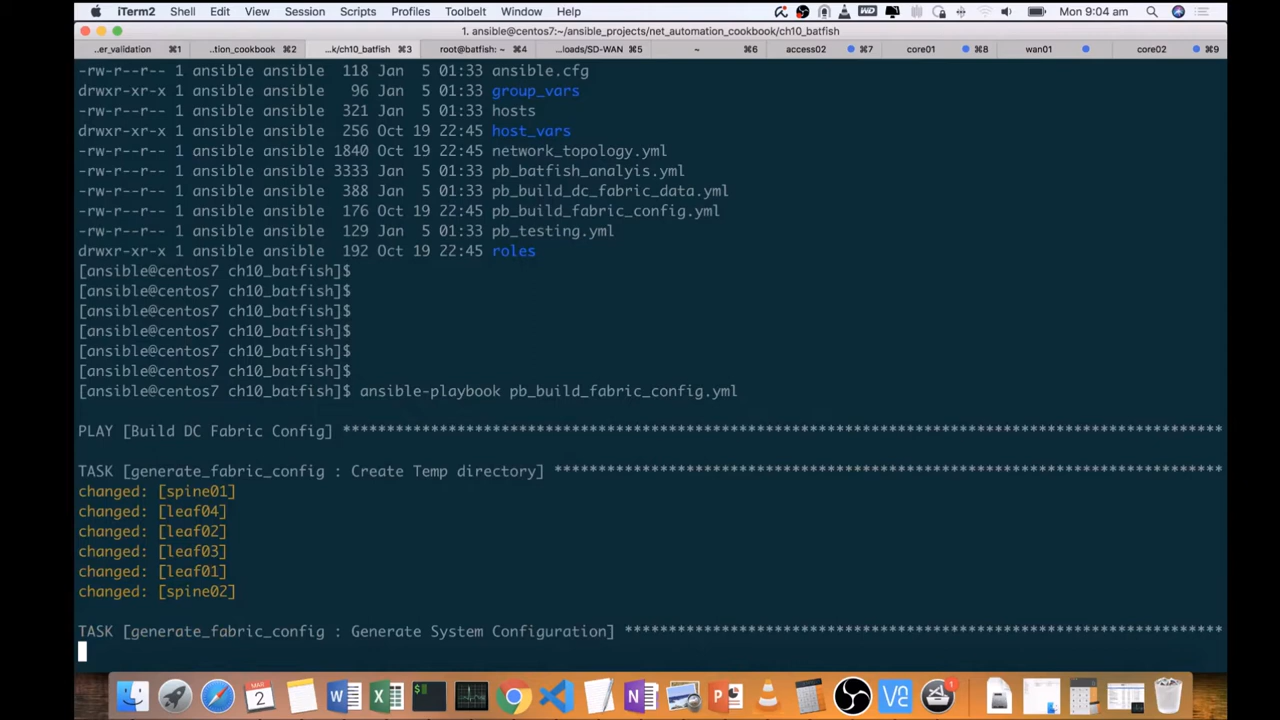 iTerm2 Shell Edit View Session Scripts Profiles Toolbelt Window Help WD Mon 9:04 am
1. ansible@centos7:~/ansible_projects/net_automation_cookbook/ch10_batfish
...er_validation ⌘1 ...tion_cookbook ⌘2 ...k/ch10_batfish ⌘3 root@batfish: ~ ⌘4 ...loads/SD-WAN ⌘5 ~ ⌘6 access02 ⌘7 core01 ⌘8 wan01 core02 ⌘9
-rw-r--r-- 1 ansible ansible 118 Jan 5 01:33 ansible.cfg
drwxr-xr-x 1 ansible ansible 96 Jan 5 01:33 group_vars
-rw-r--r-- 1 ansible ansible 321 Jan 5 01:33 hosts
drwxr-xr-x 1 ansible ansible 256 Oct 19 22:45 host_vars
-rw-r--r-- 1 ansible ansible 1840 Oct 19 22:45 network_topology.yml
-rw-r--r-- 1 ansible ansible 3333 Jan 5 01:33 pb_batfish_analyis.yml
-rw-r--r-- 1 ansible ansible 388 Jan 5 01:33 pb_build_dc_fabric_data.yml
-rw-r--r-- 1 ansible ansible 176 Oct 19 22:45 pb_build_fabric_config.yml
-rw-r--r-- 1 ansible ansible 129 Jan 5 01:33 pb_testing.yml
drwxr-xr-x 1 ansible ansible 192 Oct 19 22:45 roles
[ansible@centos7 ch10_batfish]$
[ansible@centos7 ch10_batfish]$
[ansible@centos7 ch10_batfish]$
[ansible@centos7 ch10_batfish]$
[ansible@centos7 ch10_batfish]$
[ansible@centos7 ch10_batfish]$
[ansible@centos7 ch10_batfish]$ ansible-playbook pb_build_fabric_config.yml
PLAY [Build DC Fabric Config] ****************************************************************************************************
TASK [generate_fabric_config : Create Temp directory] ****************************************************************************
changed: [spine01]
changed: [leaf04]
changed: [leaf02]
changed: [leaf03]
changed: [leaf01]
changed: [spine02]
TASK [generate_fabric_config : Generate System Configuration] ********************************************************************
MAR
2
1